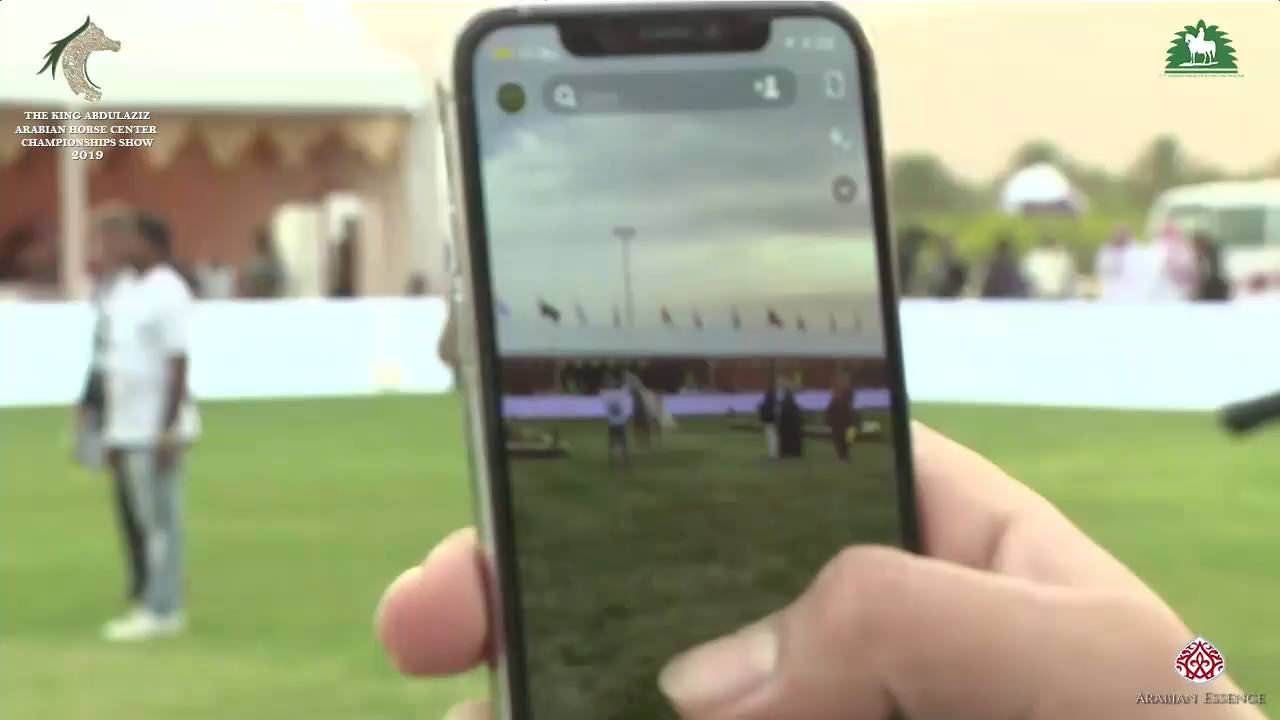 THE KING ABDULAZIZ
ARABIAN HORSE CENTER
CHAMPIONSHIPS SHOW
2019
ARABIAN ESSENCE